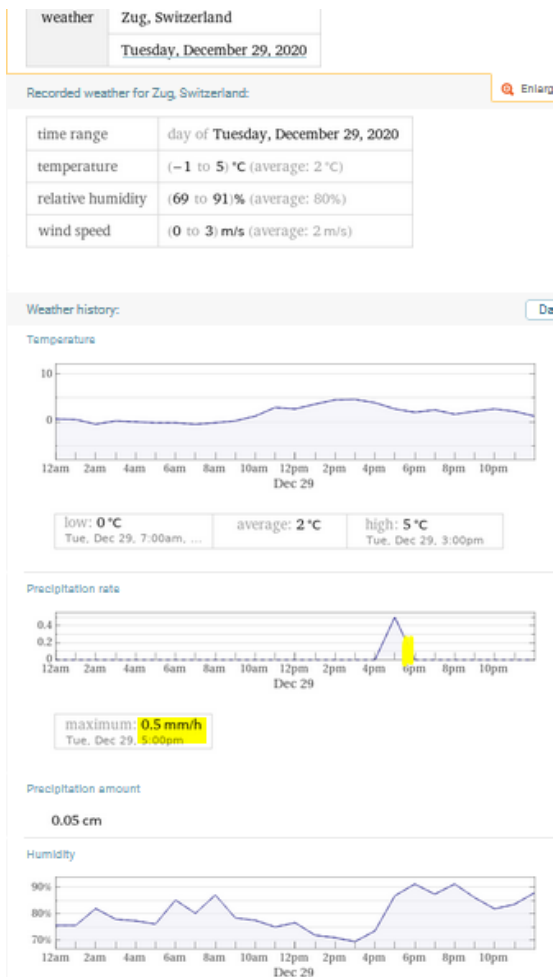 weather
Zug, Switzerland
Tuesday, December 29, 2020
Recorded weather for Zug, Switzerland:
Enlarg
time range
day of Tuesday, December 29, 2020
temperature
(−1 to 5) °C (average: 2 °C)
relative humidity
(69 to 91)% (average: 80%)
wind speed
(0 to 3) m/s (average: 2 m/s)
Weather history:
Da
Temperature
10
0
12am 2am 4am 6am 8am 10am 12pm 2pm 4pm 6pm 8pm 10pm
Dec 29
low: 0 °C
Tue, Dec 29, 7:00am, ...
average: 2 °C
high: 5 °C
Tue, Dec 29, 3:00pm
Precipitation rate
0.4
0.2
0
12am 2am 4am 6am 8am 10am 12pm 2pm 4pm 6pm 8pm 10pm
Dec 29
maximum: 0.5 mm/h
Tue, Dec 29, 5:00pm
Precipitation amount
0.05 cm
Humidity
90%
80%
70%
12am 2am 4am 6am 8am 10am 12pm 2pm 4pm 6pm 8pm 10pm
Dec 29